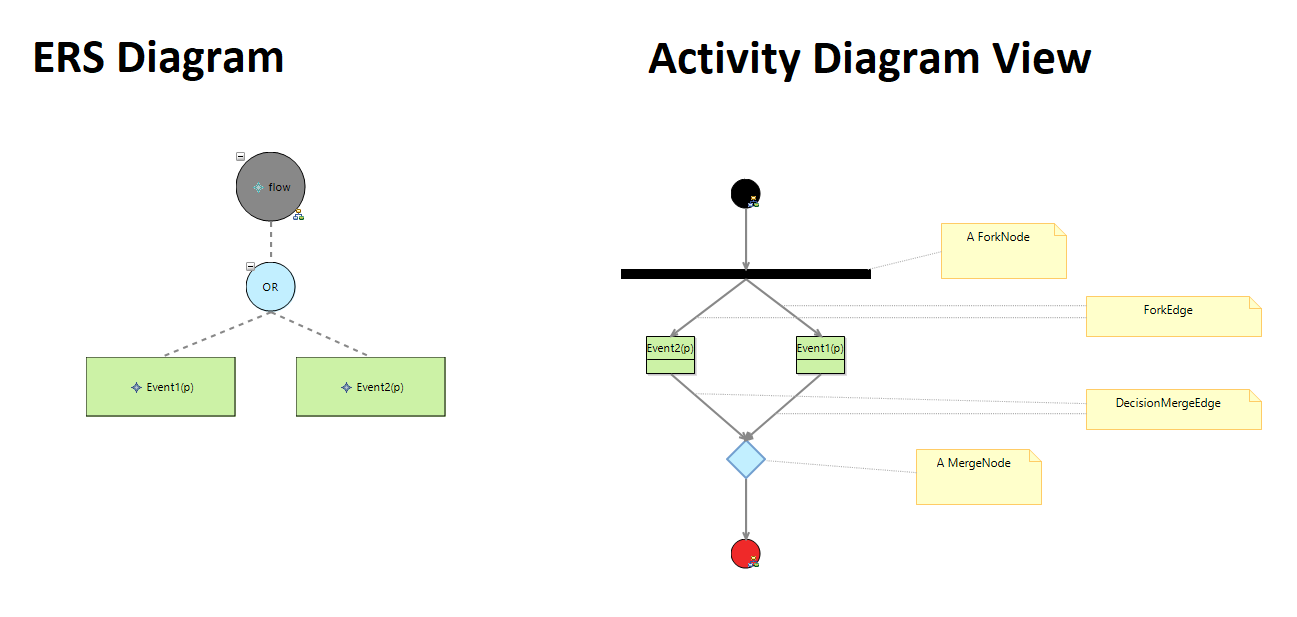 ERS Diagram
Activity Diagram View
flow
OR
Event1(p)
Event2(p)
A ForkNode
ForkEdge
Event2(p)
Event1(p)
DecisionMergeEdge
A MergeNode